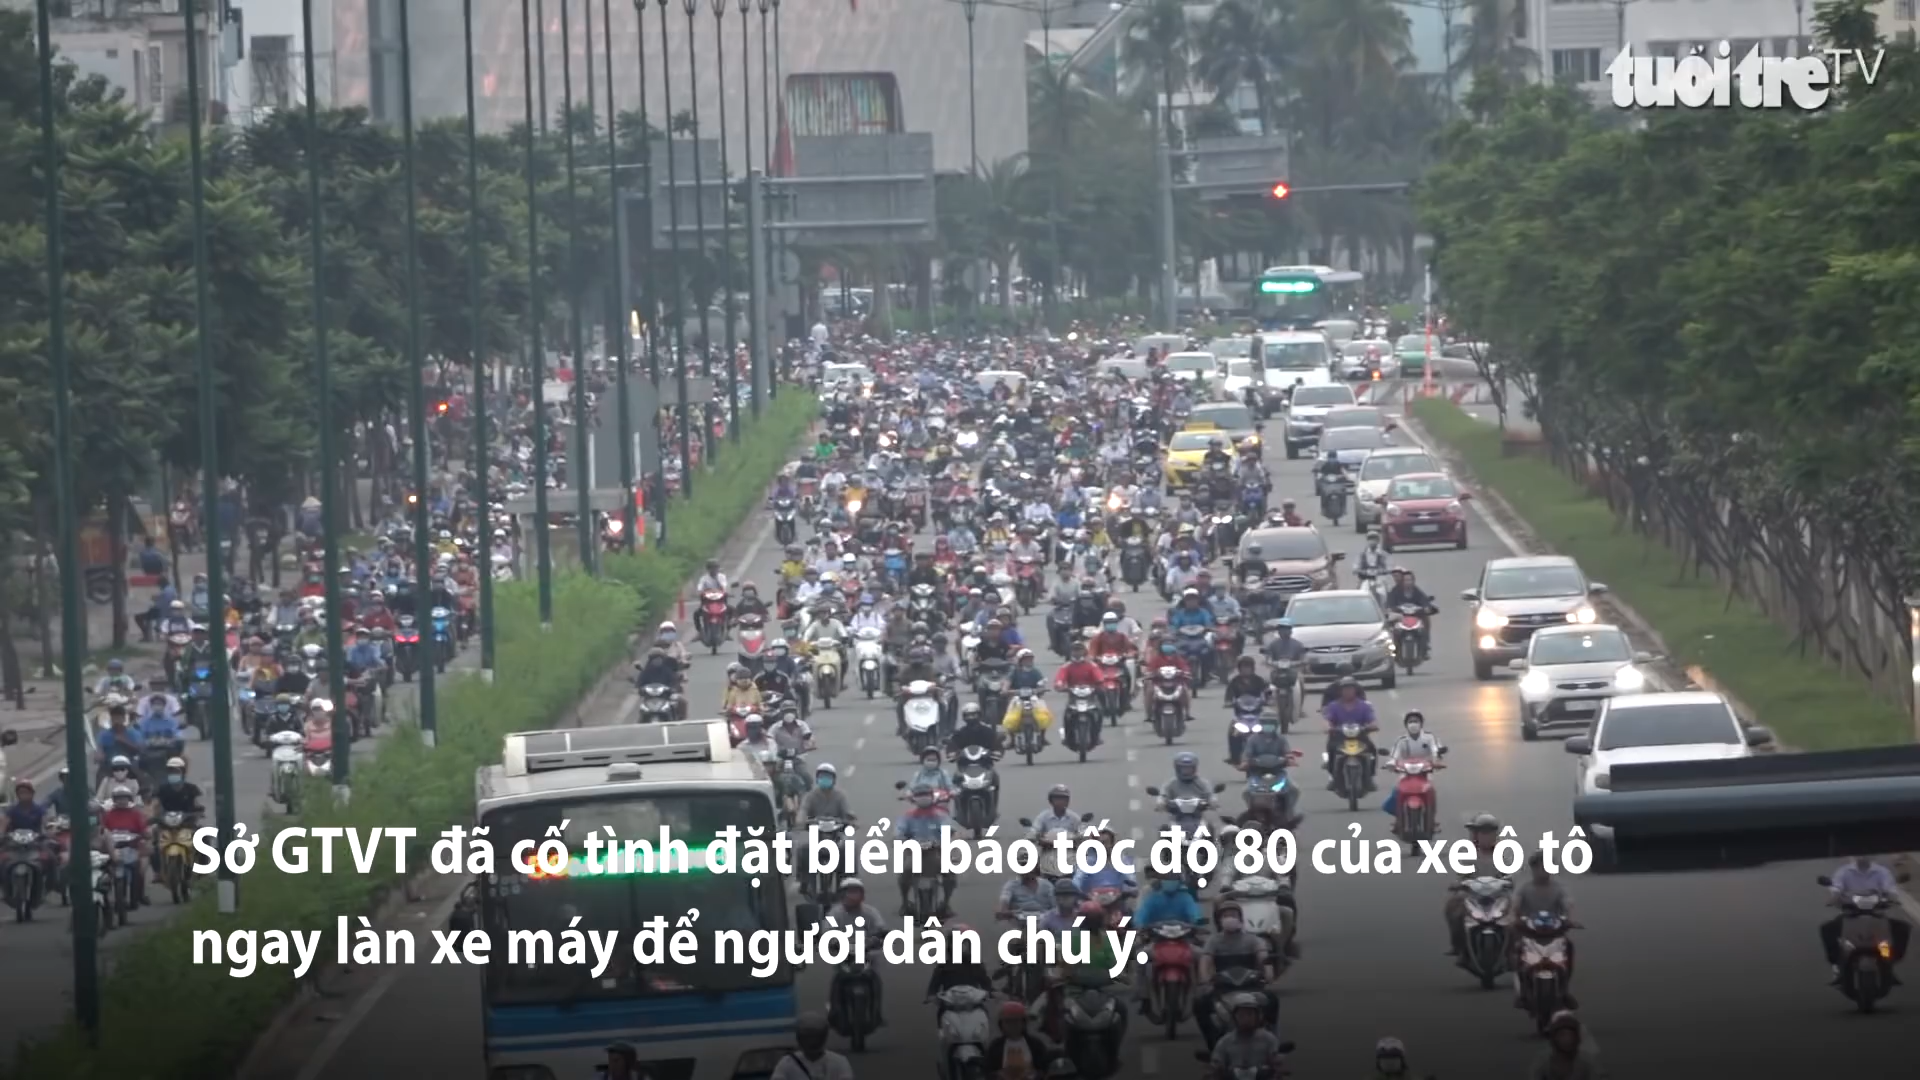 tuổi trẻ TV
Sở GTVT đã cố tình đặt biển báo tốc độ 80 của xe ô tô
ngay làn xe máy để người dân chú ý.